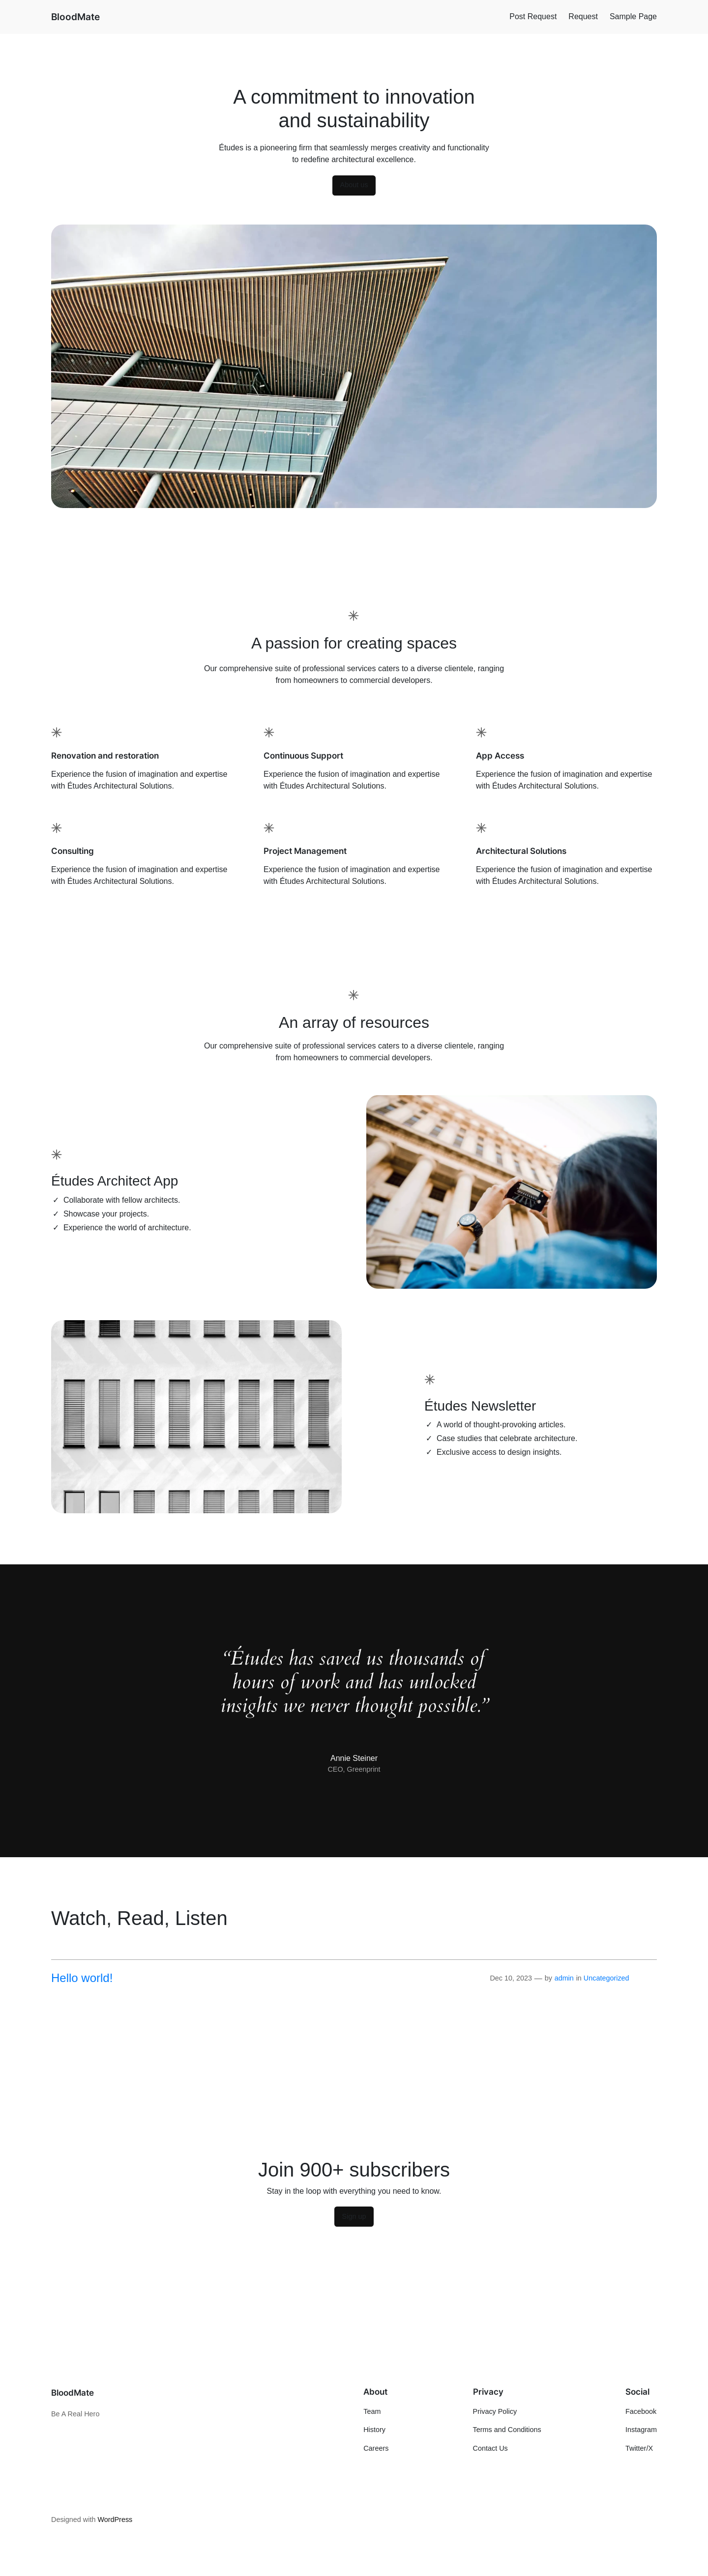 BloodMate
Post Request Request Sample Page
A commitment to innovation
and sustainability
Études is a pioneering firm that seamlessly merges creativity and functionality
to redefine architectural excellence.
A passion for creating spaces
Our comprehensive suite of professional services caters to a diverse clientele, ranging
from homeowners to commercial developers.
Renovation and restoration
Experience the fusion of imagination and expertise
with Études Architectural Solutions.
Continuous Support
Experience the fusion of imagination and expertise
with Études Architectural Solutions.
App Access
Experience the fusion of imagination and expertise
with Études Architectural Solutions.
Consulting
Experience the fusion of imagination and expertise
with Études Architectural Solutions.
Project Management
Experience the fusion of imagination and expertise
with Études Architectural Solutions.
Architectural Solutions
Experience the fusion of imagination and expertise
with Études Architectural Solutions.
An array of resources
Our comprehensive suite of professional services caters to a diverse clientele, ranging
from homeowners to commercial developers.
Études Architect App
✓ Collaborate with fellow architects.
✓ Showcase your projects.
✓ Experience the world of architecture.
Études Newsletter
✓ A world of thought-provoking articles.
✓ Case studies that celebrate architecture.
✓ Exclusive access to design insights.
“Études has saved us thousands of
hours of work and has unlocked
insights we never thought possible.”
Annie Steiner
CEO, Greenprint
Watch, Read, Listen
Hello world!
Dec 10, 2023 — by admin in Uncategorized
Join 900+ subscribers
Stay in the loop with everything you need to know.
BloodMate
Be A Real Hero
About
Team
History
Careers
Privacy
Privacy Policy
Terms and Conditions
Contact Us
Social
Facebook
Instagram
Twitter/X
Designed with WordPress